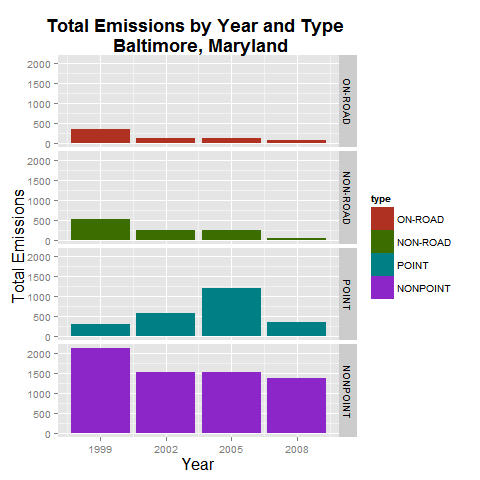 Total Emissions by Year and Type
Baltimore, Maryland
Total Emissions
2000
1500
1000
500
0
ON-ROAD
2000
1500
1000
500
0
NON-ROAD
2000
1500
1000
500
0
POINT
2000
1500
1000
500
0
NONPOINT
1999 2002 2005 2008
Year
type
ON-ROAD
NON-ROAD
POINT
NONPOINT